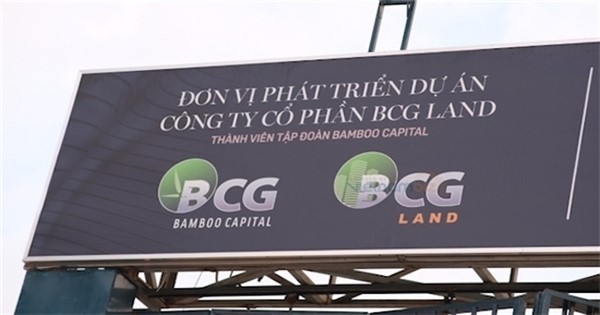 ĐƠN VỊ PHÁT TRIỂN DỰ ÁN
CÔNG TY CỔ PHẦN BCG LAND
THÀNH VIÊN TẬP ĐOÀN BAMBOO CAPITAL
BCG
BAMBOO CAPITAL
BCG
LAND